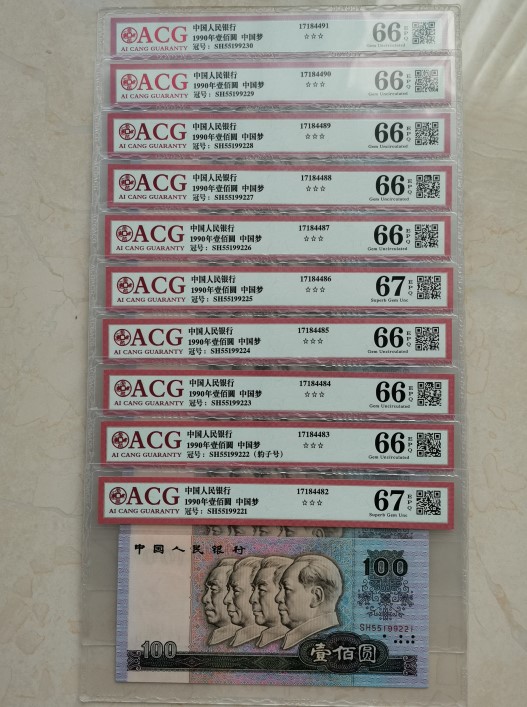 ACG
AI CANG GUARANTY
中国人民银行
1990年壹佰圆 中国梦
冠号：SH55199230
17184491
☆☆☆
66 EPQ
Gem Uncirculated
ACG
AI CANG GUARANTY
中国人民银行
1990年壹佰圆 中国梦
冠号：SH55199229
17184490
☆☆☆
66 EPQ
Gem Uncirculated
ACG
AI CANG GUARANTY
中国人民银行
1990年壹佰圆 中国梦
冠号：SH55199228
17184489
☆☆☆
66 EPQ
Gem Uncirculated
ACG
AI CANG GUARANTY
中国人民银行
1990年壹佰圆 中国梦
冠号：SH55199227
17184488
☆☆☆
66 EPQ
Gem Uncirculated
ACG
AI CANG GUARANTY
中国人民银行
1990年壹佰圆 中国梦
冠号：SH55199226
17184487
☆☆☆
66 EPQ
Gem Uncirculated
ACG
AI CANG GUARANTY
中国人民银行
1990年壹佰圆 中国梦
冠号：SH55199225
17184486
☆☆☆
67 EPQ
Superb Gem Unc
ACG
AI CANG GUARANTY
中国人民银行
1990年壹佰圆 中国梦
冠号：SH55199224
17184485
☆☆☆
66 EPQ
Gem Uncirculated
ACG
AI CANG GUARANTY
中国人民银行
1990年壹佰圆 中国梦
冠号：SH55199223
17184484
☆☆☆
66 EPQ
Gem Uncirculated
ACG
AI CANG GUARANTY
中国人民银行
1990年壹佰圆 中国梦
冠号：SH55199222（豹子号）
17184483
☆☆☆
66 EPQ
Gem Uncirculated
ACG
AI CANG GUARANTY
中国人民银行
1990年壹佰圆 中国梦
冠号：SH55199221
17184482
☆☆☆
67 EPQ
Superb Gem Unc
中国人民银行
100
SH55199221
100
壹佰圆